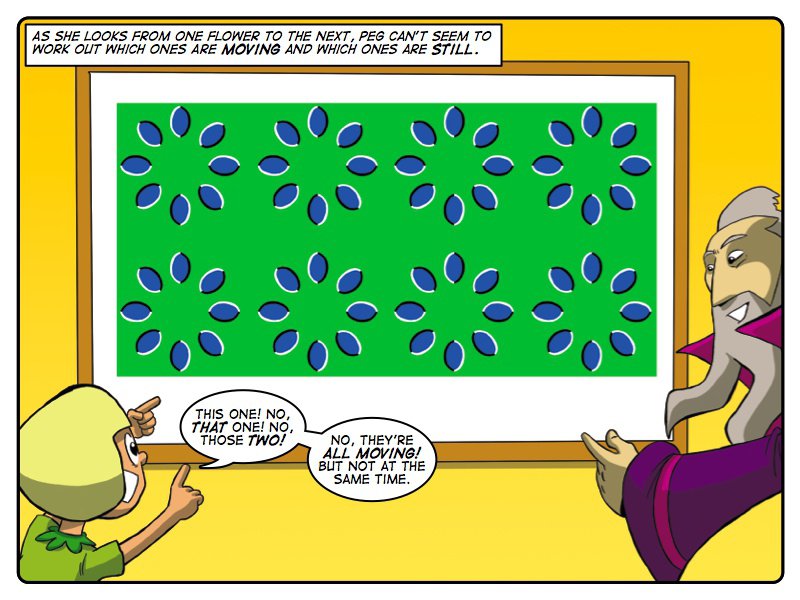 AS SHE LOOKS FROM ONE FLOWER TO THE NEXT, PEG CAN'T SEEM TO
WORK OUT WHICH ONES ARE MOVING AND WHICH ONES ARE STILL.
THIS ONE! NO,
THAT ONE! NO,
THOSE TWO!
NO, THEY'RE
ALL MOVING!
BUT NOT AT THE
SAME TIME.